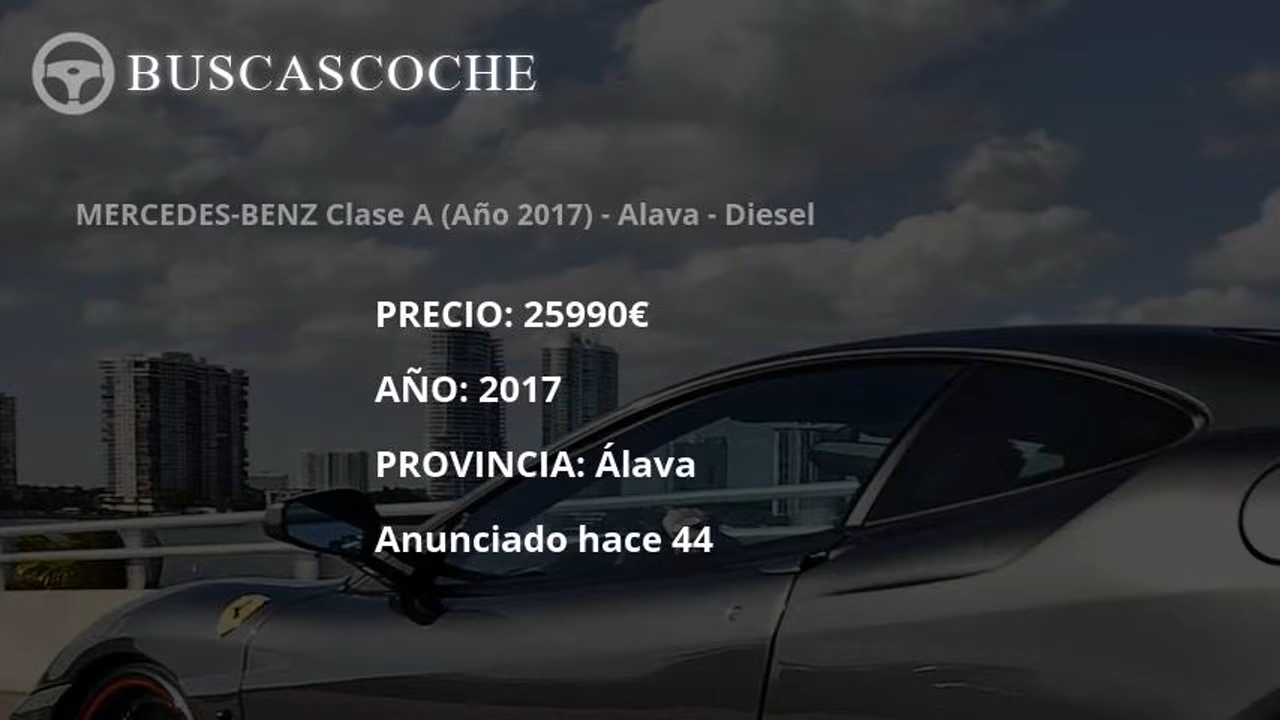 BUSCASCOCHE
MERCEDES-BENZ Clase A (Año 2017) - Alava - Diesel
PRECIO: 25990€
AÑO: 2017
PROVINCIA: Álava
Anunciado hace 44